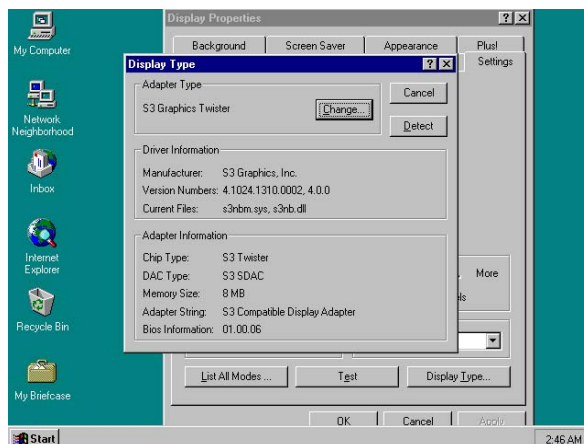 My Computer
Network
Neighborhood
Inbox
Internet
Explorer
Recycle Bin
My Briefcase
Display Properties
Background
Screen Saver
Appearance
Plus!
Settings
Display Type
Adapter Type
S3 Graphics Twister
Change...
Cancel
Detect
Driver Information
Manufacturer: S3 Graphics, Inc.
Version Numbers: 4.1024.1310.0002, 4.0.0
Current Files: s3nbm.sys, s3nb.dll
Adapter Information
Chip Type: S3 Twister
DAC Type: S3 SDAC
Memory Size: 8 MB
Adapter String: S3 Compatible Display Adapter
Bios Information: 01.00.06
More
els
List All Modes ...
Test
Display Type...
OK
Cancel
Apply
Start
2:46 AM